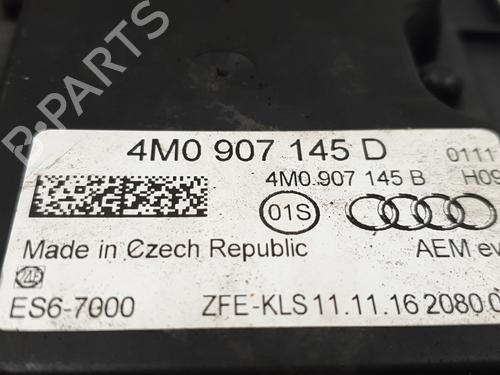 B-PARTS
4M0 907 145 D 0111
4M0 907 145 B H09
01S
Made in Czech Republic AEM ev
ES6-7000 ZFE-KLS 11.11.16 2080